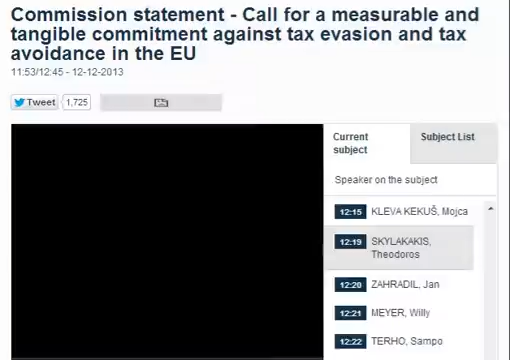 Commission statement - Call for a measurable and
tangible commitment against tax evasion and tax
avoidance in the EU
11:53/12:45 - 12-12-2013
Tweet 1,725
Current
subject
Subject List
Speaker on the subject
12:15 KLEVA KEKUŠ, Mojca
12:19 SKYLAKAKIS,
Theodoros
12:20 ZAHRADIL, Jan
12:21 MEYER, Willy
12:22 TERHO, Sampo